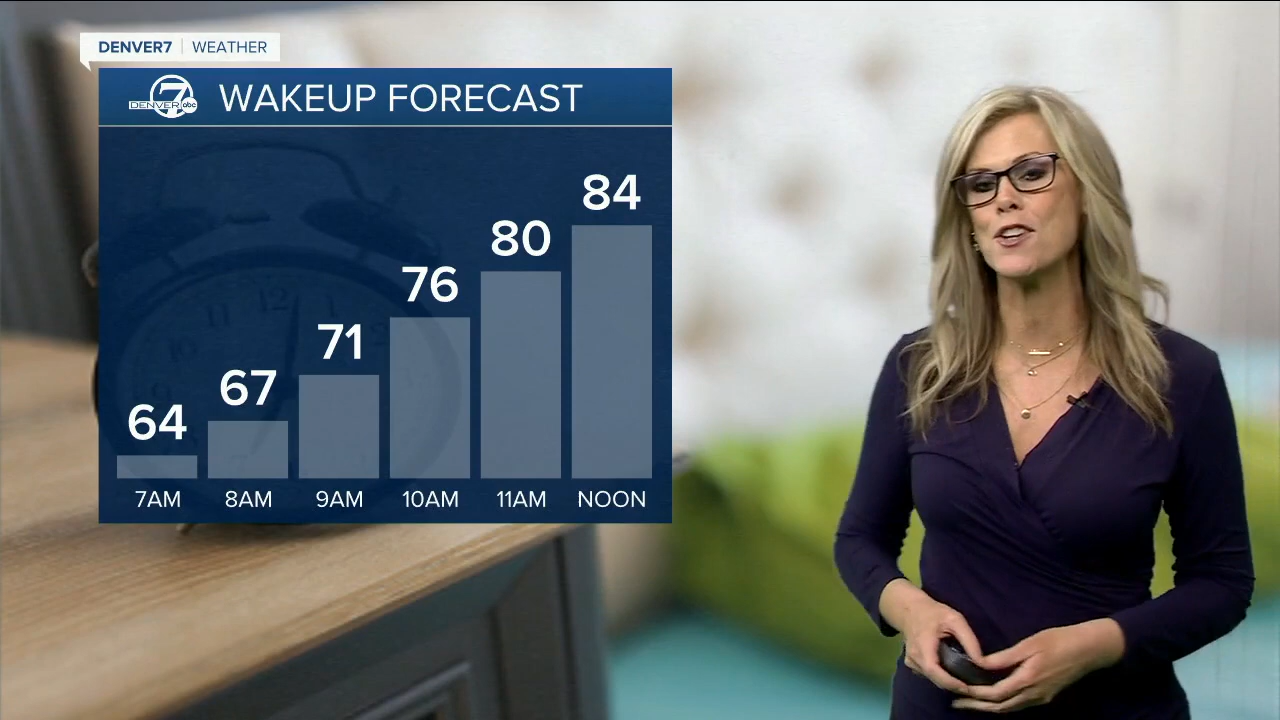 DENVER7 | WEATHER
7 DENVER abc
WAKEUP FORECAST
64 67 71 76 80 84
7AM 8AM 9AM 10AM 11AM NOON